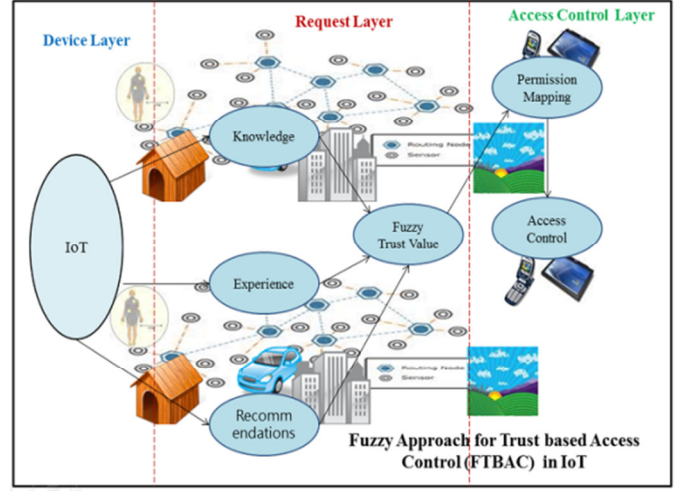 Device Layer
Request Layer
Access Control Layer
Permission
Mapping
Knowledge
Routing Node
Sensor
Fuzzy
Trust Value
Access
Control
IoT
Experience
Routing Node
Sensor
Recomm
endations
Fuzzy Approach for Trust based Access
Control (FTBAC) in IoT